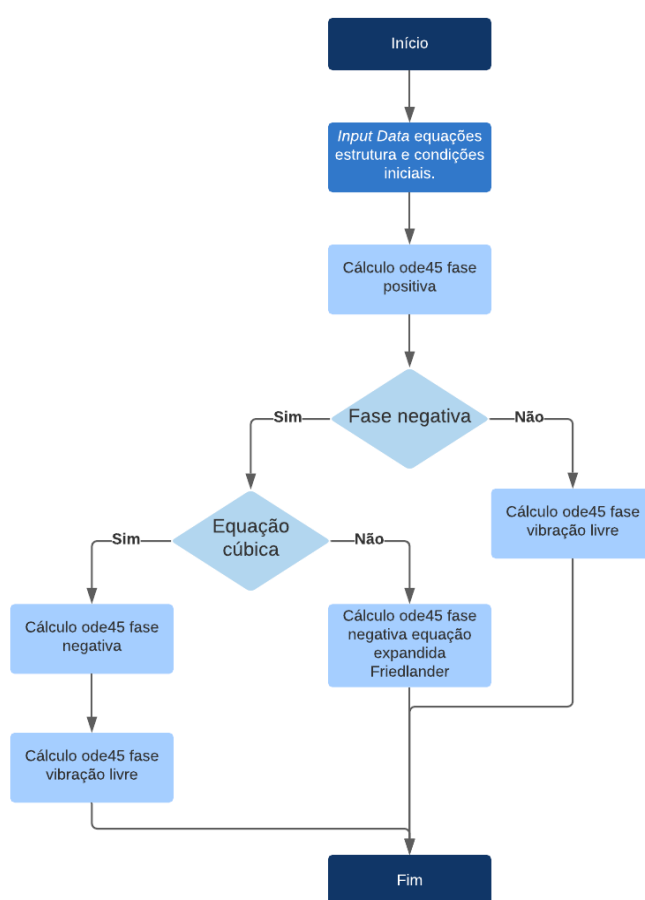 Início
Input Data equações
estrutura e condições
iniciais.
Cálculo ode45 fase
positiva
Fase negativa
Sim
Não
Equação
cúbica
Sim
Não
Cálculo ode45 fase
vibração livre
Cálculo ode45 fase
negativa
Cálculo ode45 fase
negativa equação
expandida
Friedlander
Cálculo ode45 fase
vibração livre
Fim